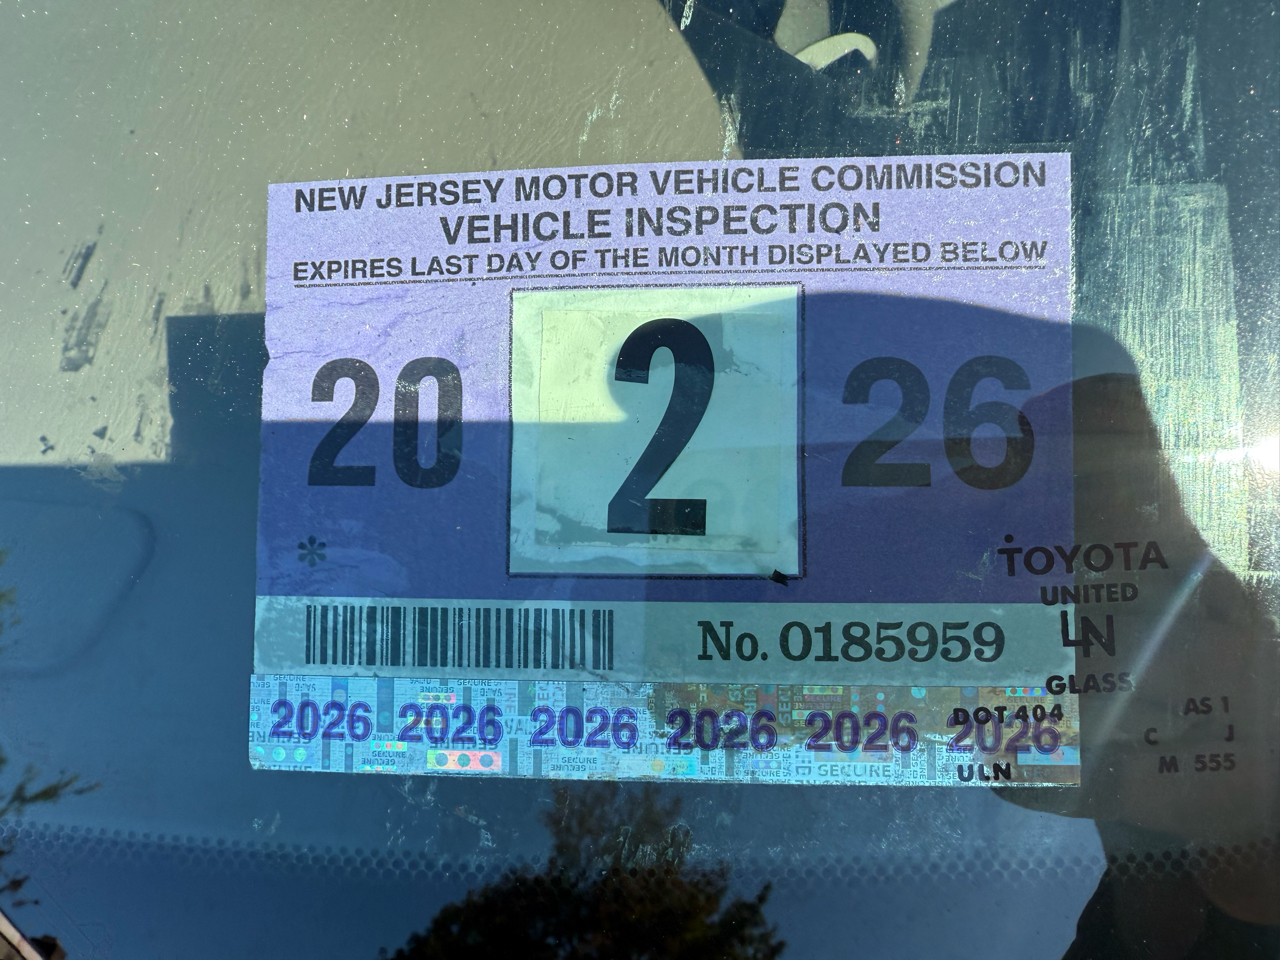 NEW JERSEY MOTOR VEHICLE COMMISSION
VEHICLE INSPECTION
EXPIRES LAST DAY OF THE MONTH DISPLAYED BELOW
20 2 26
*
No. 0185959
2026 2026 2026 2026 2026 2026
SECURE
TOYOTA
UNITED
LN
GLASS
DOT 404
AS 1
C J
M 555
ULN